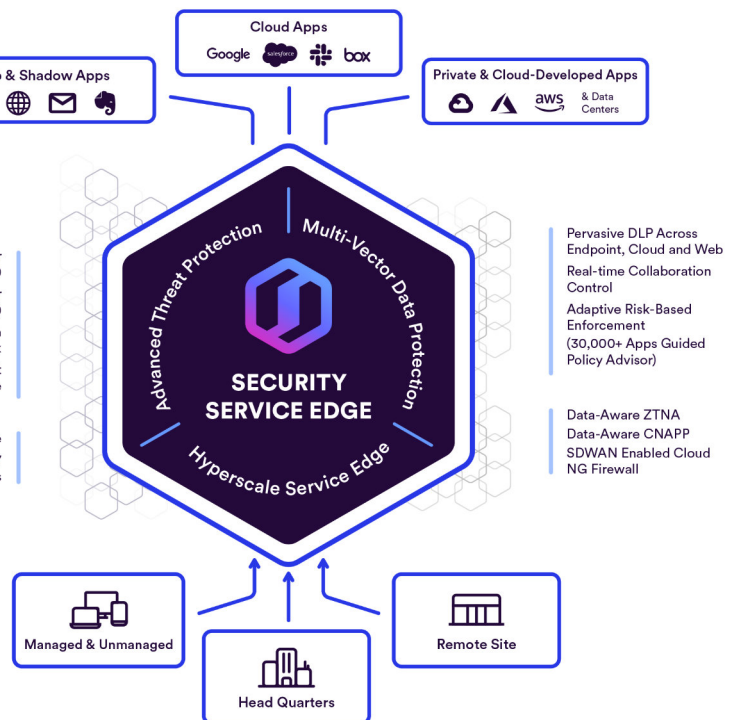 Cloud Apps
Google salesforce box
& Shadow Apps
Private & Cloud-Developed Apps
aws & Data
Centers
Advanced Threat Protection
Multi-Vector Data Protection
SECURITY
SERVICE EDGE
Hyperscale Service Edge
Pervasive DLP Across
Endpoint, Cloud and Web
Real-time Collaboration
Control
Adaptive Risk-Based
Enforcement
(30,000+ Apps Guided
Policy Advisor)
Data-Aware ZTNA
Data-Aware CNAPP
SDWAN Enabled Cloud
NG Firewall
Managed & Unmanaged
Head Quarters
Remote Site